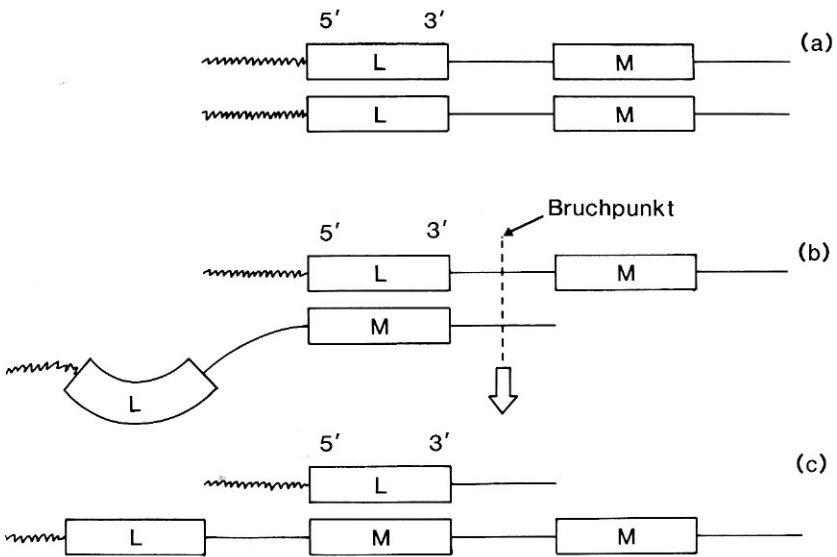 5′ 3′
L M (a)
L M
Bruchpunkt
5′ 3′
L M (b)
M
L
5′ 3′
L (c)
L M M